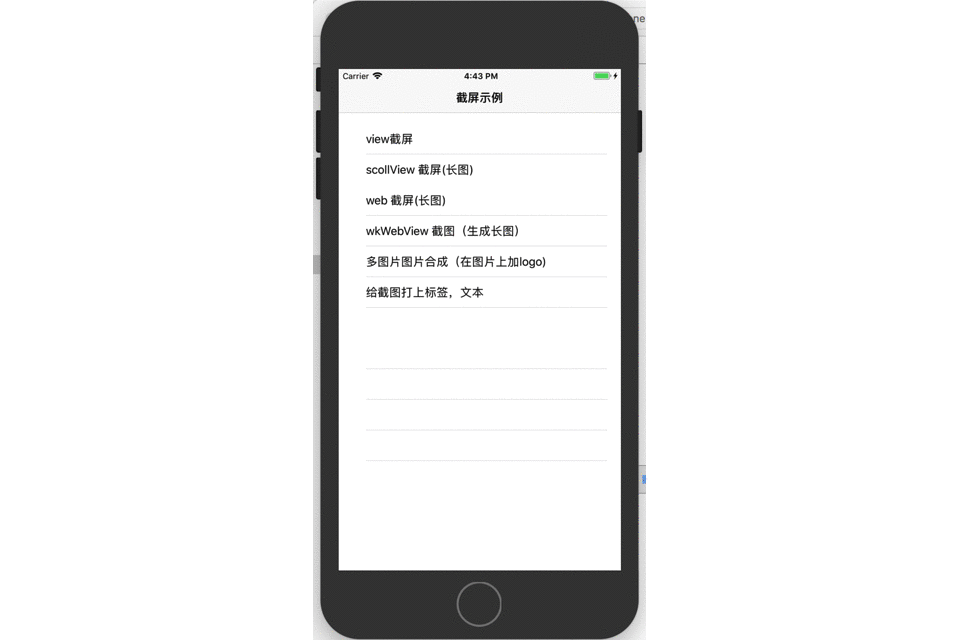 ne
Carrier 4:43 PM
截屏示例
view截屏
scollView 截屏(长图)
web 截屏(长图)
wkWebView 截图（生成长图）
多图片图片合成（在图片上加logo)
给截图打上标签，文本